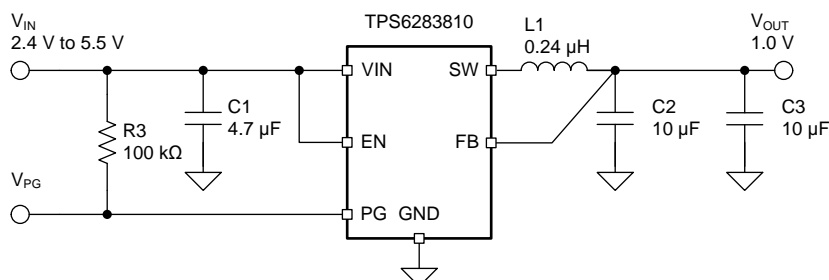 TPS6283810
V_IN
2.4 V to 5.5 V
L1
0.24 µH
V_OUT
1.0 V
VIN
SW
C1
4.7 µF
C2
10 µF
C3
10 µF
R3
100 kΩ
EN
FB
V_PG
PG
GND